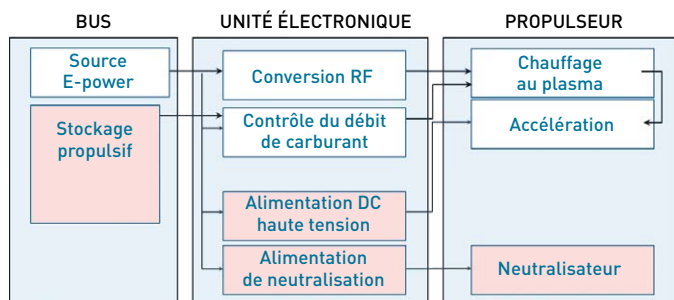 BUS
UNITÉ ÉLECTRONIQUE
PROPULSEUR
Source
E-power
Stockage
propulsif
Conversion RF
Contrôle du débit
de carburant
Alimentation DC
haute tension
Alimentation
de neutralisation
Chauffage
au plasma
Accélération
Neutralisateur